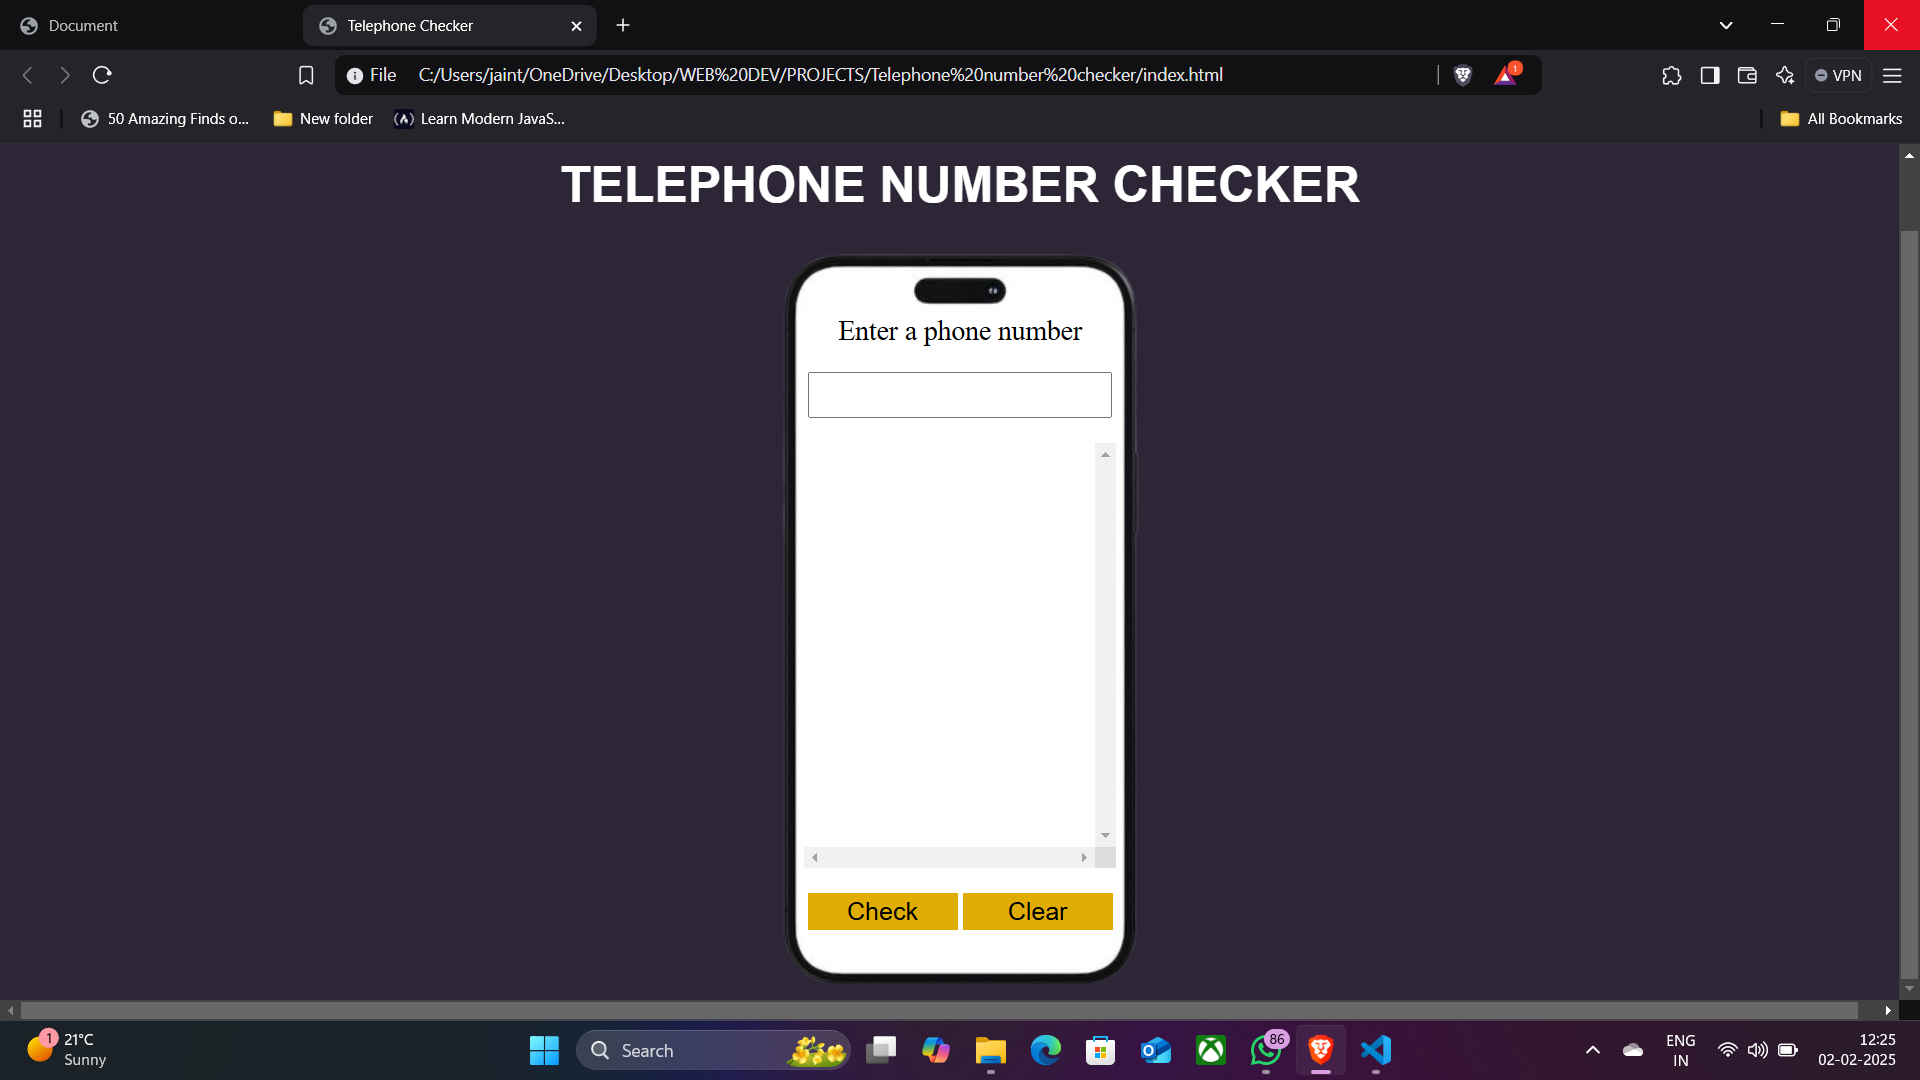 Document
Telephone Checker
File
C:/Users/jaint/OneDrive/Desktop/WEB%20DEV/PROJECTS/Telephone%20number%20checker/index.html
1
VPN
50 Amazing Finds o...
New folder
Learn Modern JavaS...
All Bookmarks
TELEPHONE NUMBER CHECKER
Enter a phone number
Check
Clear
1
21°C
Sunny
Search
86
ENG
IN
12:25
02-02-2025